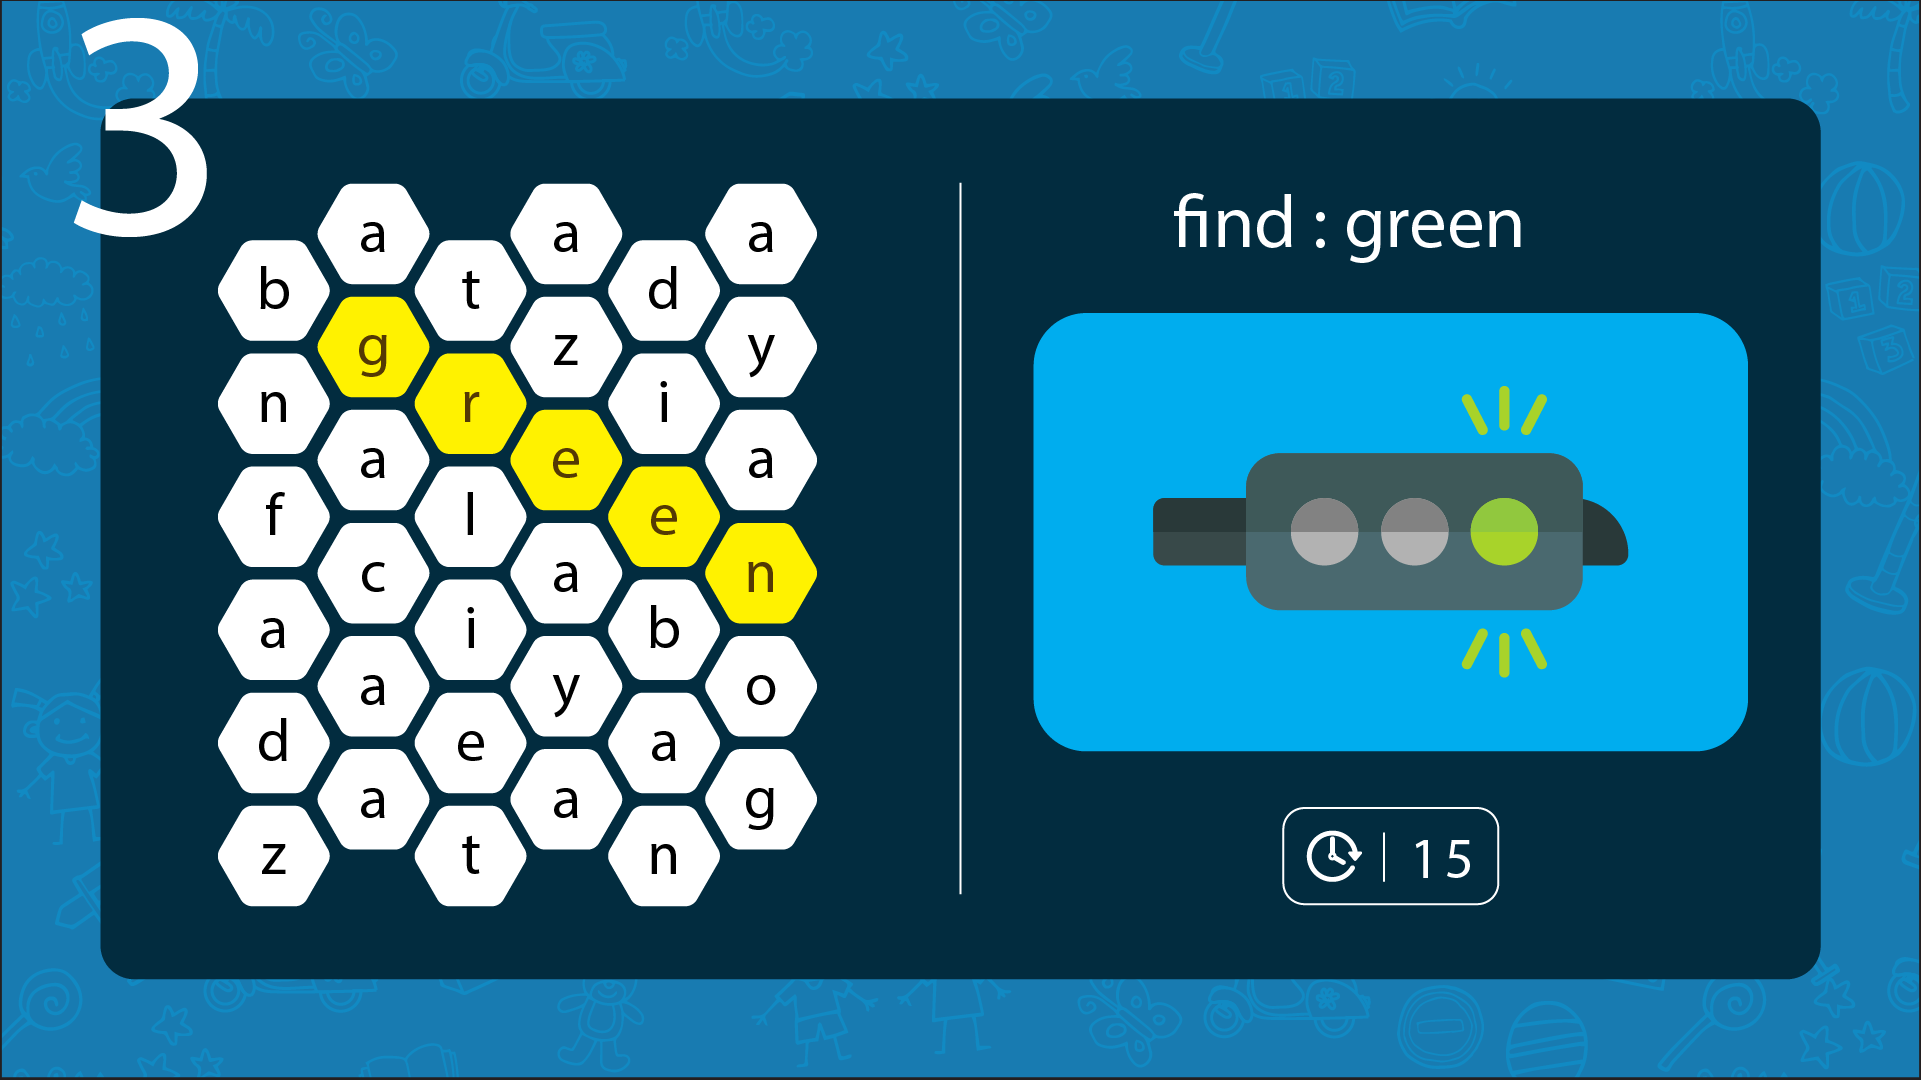 3
a a a
b t d
g z y
n r i
a e a
f l e
c a n
a i b
a y o
d e a
a a g
z t n
find : green
15